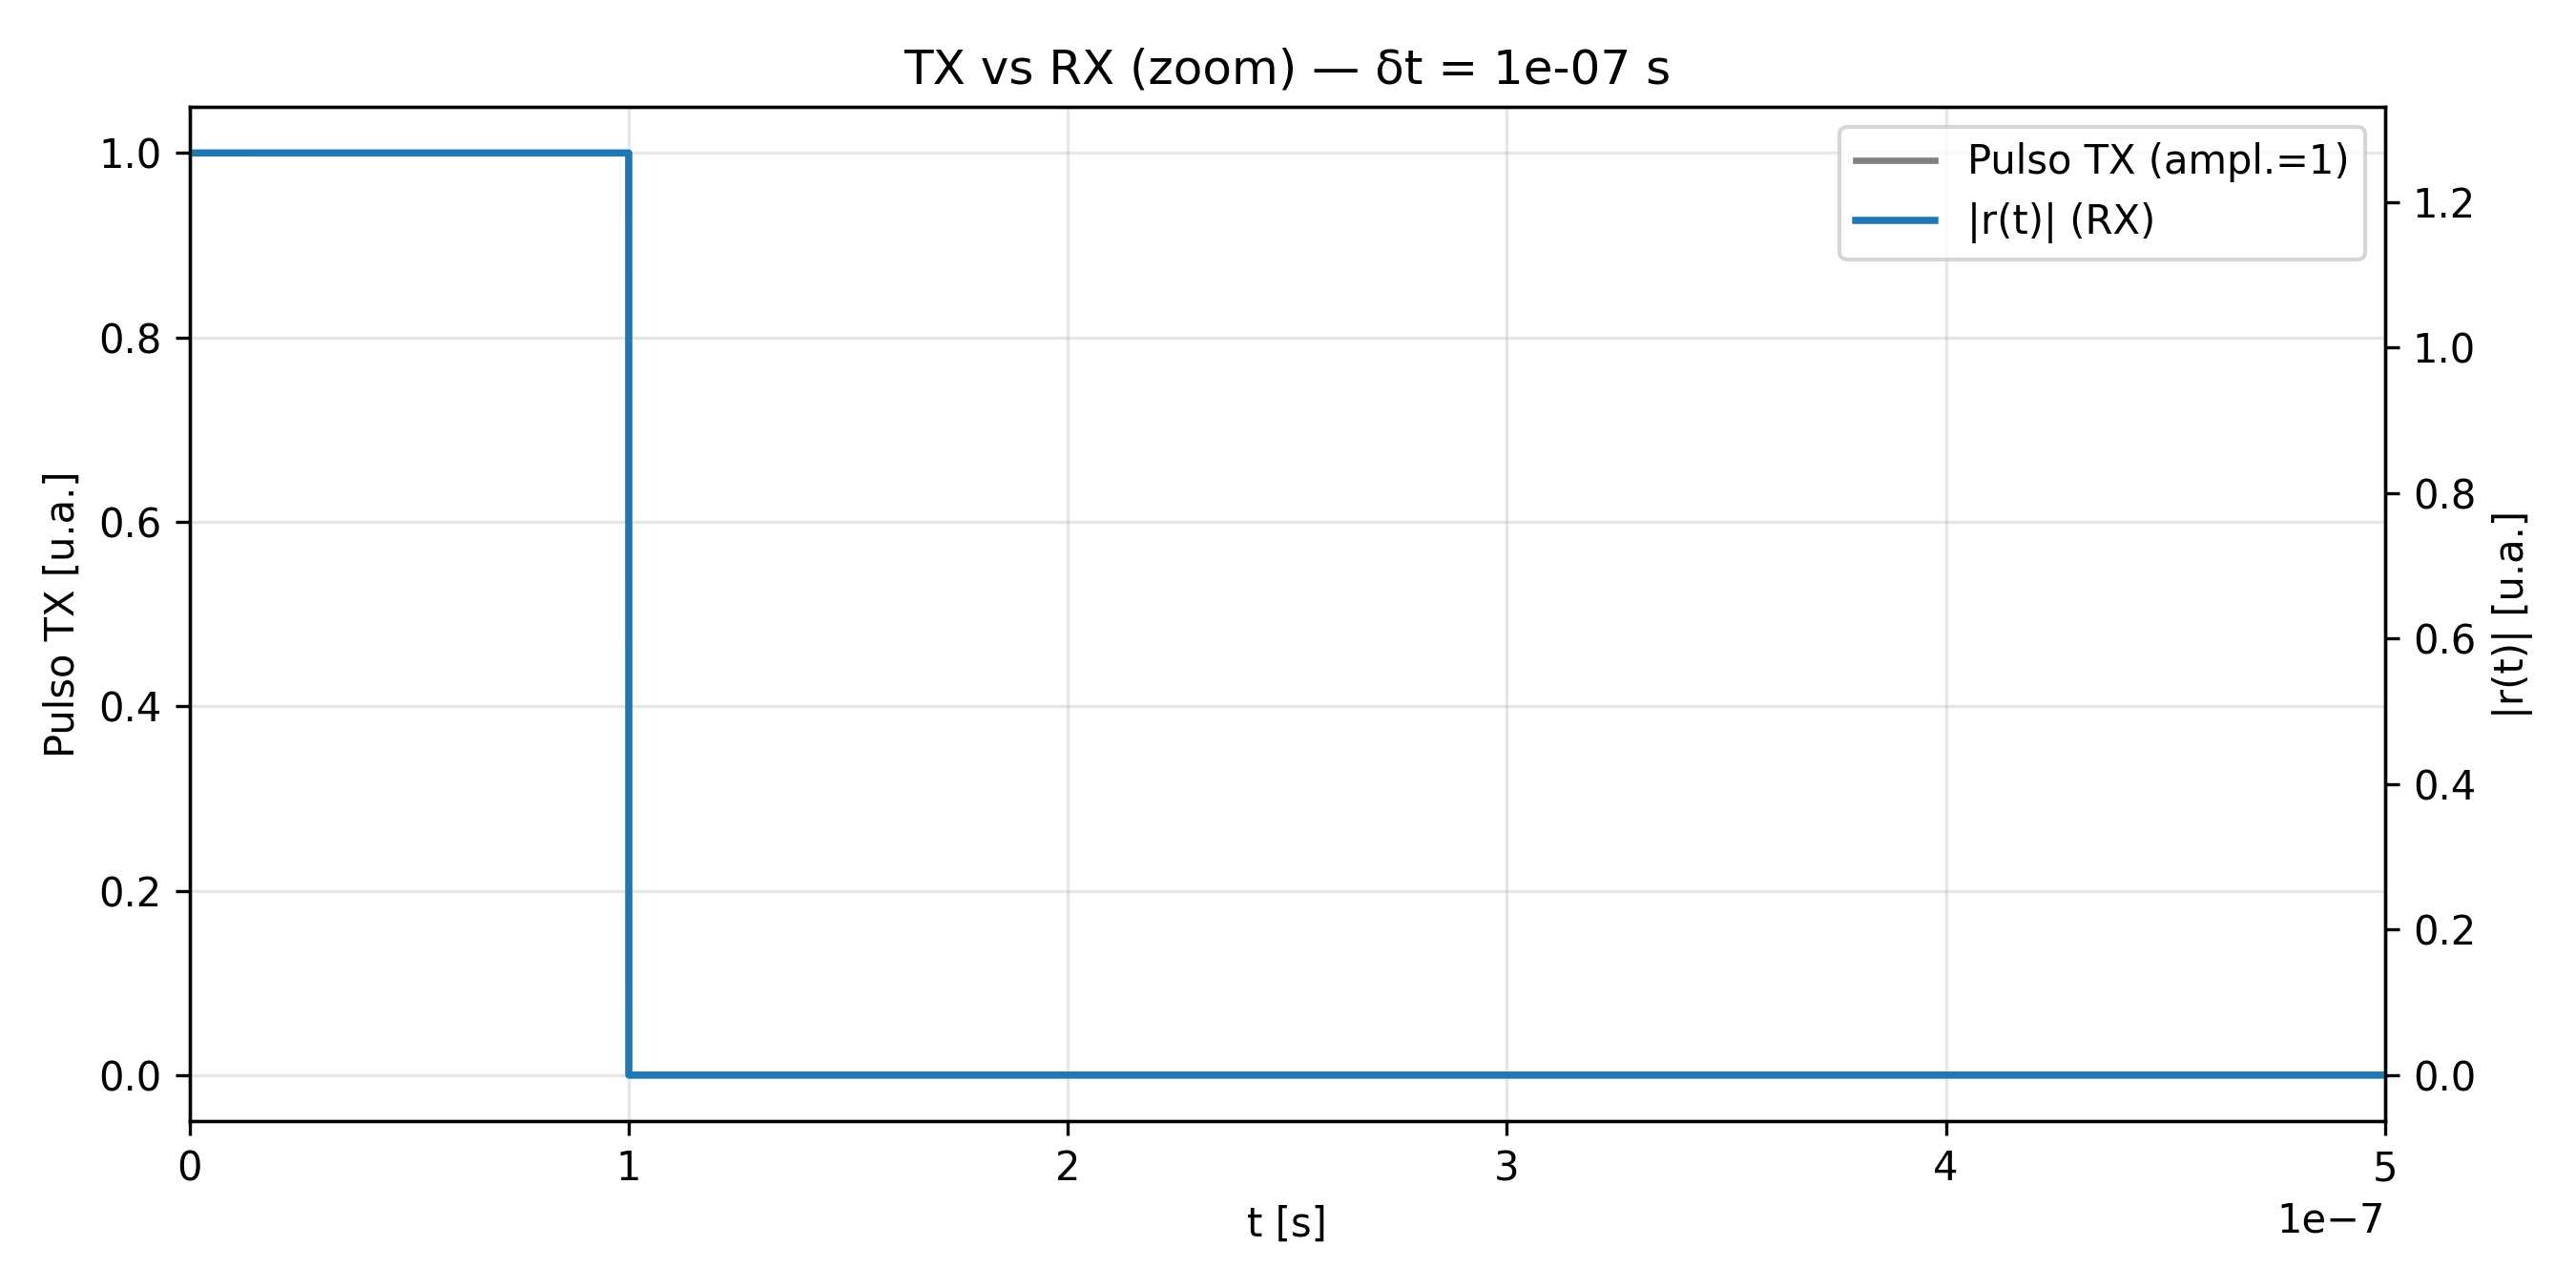 TX vs RX (zoom) — δt = 1e-07 s
Pulso TX (ampl.=1)
|r(t)| (RX)
Pulso TX [u.a.]
1.0
0.8
0.6
0.4
0.2
0.0
|r(t)| [u.a.]
1.2
1.0
0.8
0.6
0.4
0.2
0.0
0 1 2 3 4 5
1e−7
t [s]